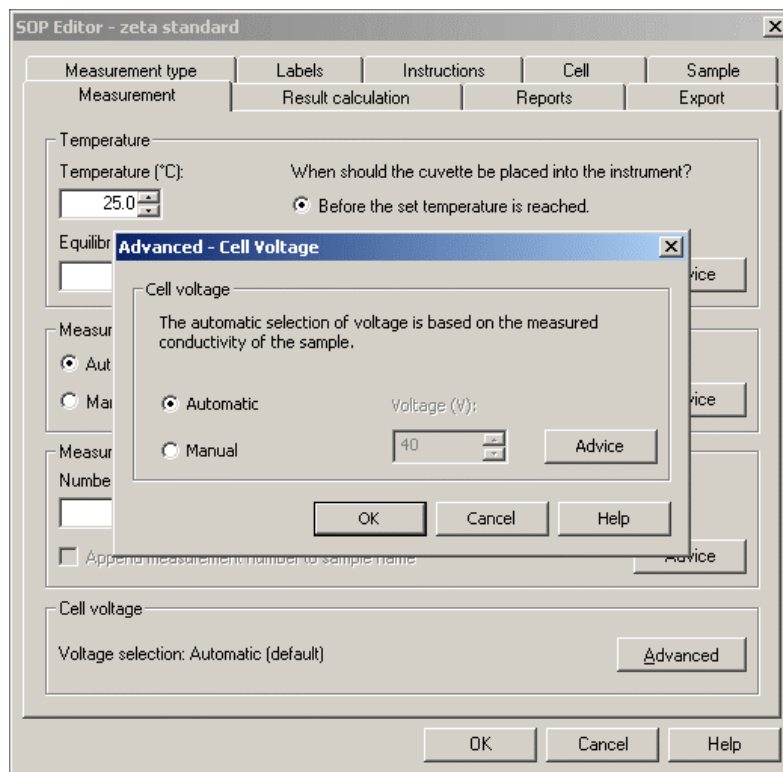 SOP Editor - zeta standard
Measurement type Labels Instructions Cell Sample
Measurement Result calculation Reports Export
Temperature
Temperature (°C): When should the cuvette be placed into the instrument?
25.0 Before the set temperature is reached.
Advanced - Cell Voltage
Cell voltage
The automatic selection of voltage is based on the measured
conductivity of the sample.
Automatic Voltage (V):
Manual 40 Advice
OK Cancel Help
Append measurement number to sample name Advice
Cell voltage
Voltage selection: Automatic (default) Advanced
OK Cancel Help